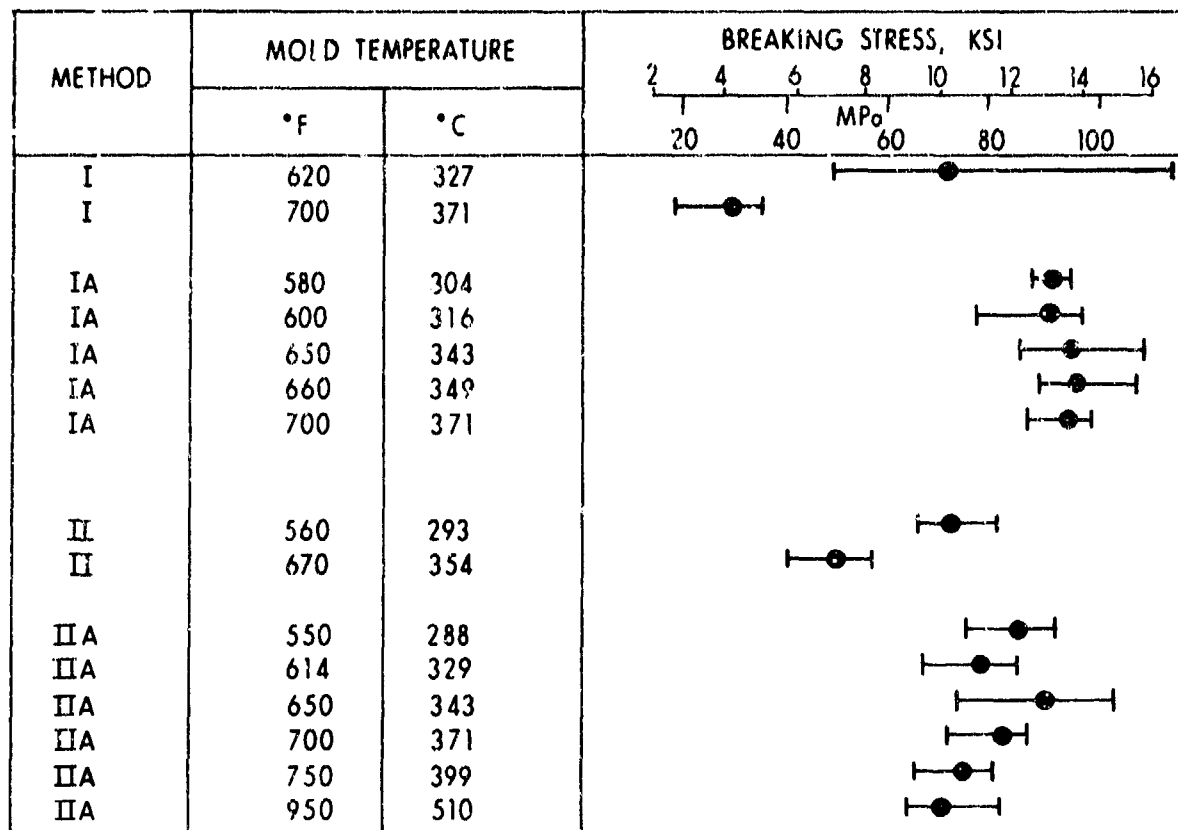 METHOD MOLD TEMPERATURE BREAKING STRESS, KSI
2 4 6 8 10 12 14 16
°F °C MPa
20 40 60 80 100
I 620 327
I 700 371
IA 580 304
IA 600 316
IA 650 343
IA 660 349
IA 700 371
II 560 293
II 670 354
IIA 550 288
IIA 614 329
IIA 650 343
IIA 700 371
IIA 750 399
IIA 950 510